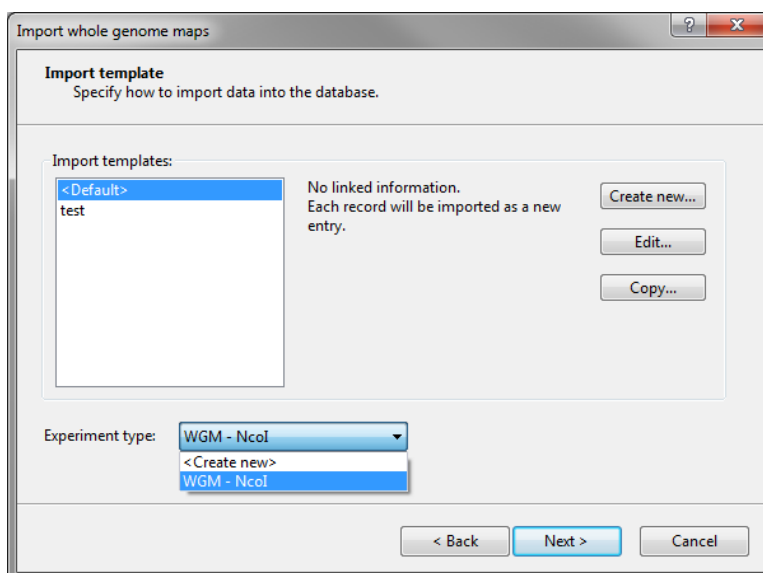 Import whole genome maps
?
Import template
Specify how to import data into the database.
Import templates:
<Default>
test
No linked information.
Each record will be imported as a new
entry.
Create new...
Edit...
Copy...
Experiment type:
WGM - NcoI
<Create new>
WGM - NcoI
< Back
Next >
Cancel